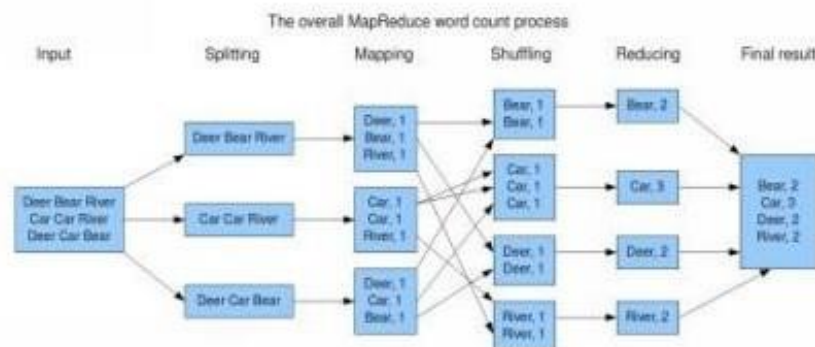 The overall MapReduce word count process
Input
Splitting
Mapping
Shuffling
Reducing
Final result
Deer Bear River
Car Car River
Deer Car Bear
Deer Bear River
Car Car River
Deer Car Bear
Deer, 1
Bear, 1
River, 1
Car, 1
Car, 1
River, 1
Deer, 1
Car, 1
Bear, 1
Bear, 1
Bear, 1
Car, 1
Car, 1
Car, 1
Deer, 1
Deer, 1
River, 1
River, 1
Bear, 2
Car, 3
Deer, 2
River, 2
Bear, 2
Car, 3
Deer, 2
River, 2